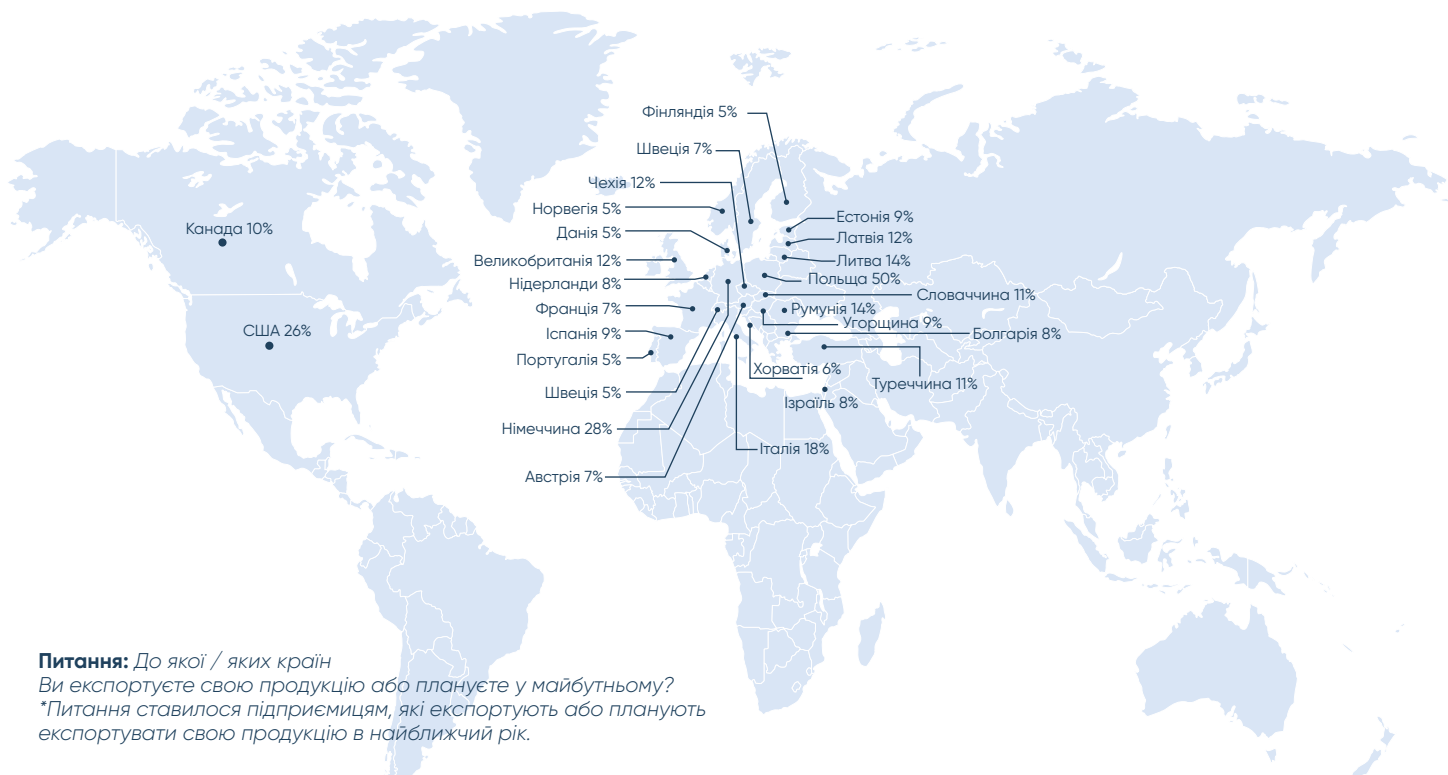 Фінляндія 5%
Швеція 7%
Чехія 12%
Норвегія 5%
Данія 5%
Великобританія 12%
Нідерланди 8%
Франція 7%
Іспанія 9%
Португалія 5%
Швеція 5%
Німеччина 28%
Австрія 7%
Канада 10%
США 26%
Естонія 9%
Латвія 12%
Литва 14%
Польща 50%
Словаччина 11%
Румунія 14%
Угорщина 9%
Болгарія 8%
Хорватія 6%
Туреччина 11%
Ізраїль 8%
Італія 18%
Питання: До якої / яких країн
Ви експортуєте свою продукцію або плануєте у майбутньому?
*Питання ставилося підприємицям, які експортують або планують
експортувати свою продукцію в найближчий рік.